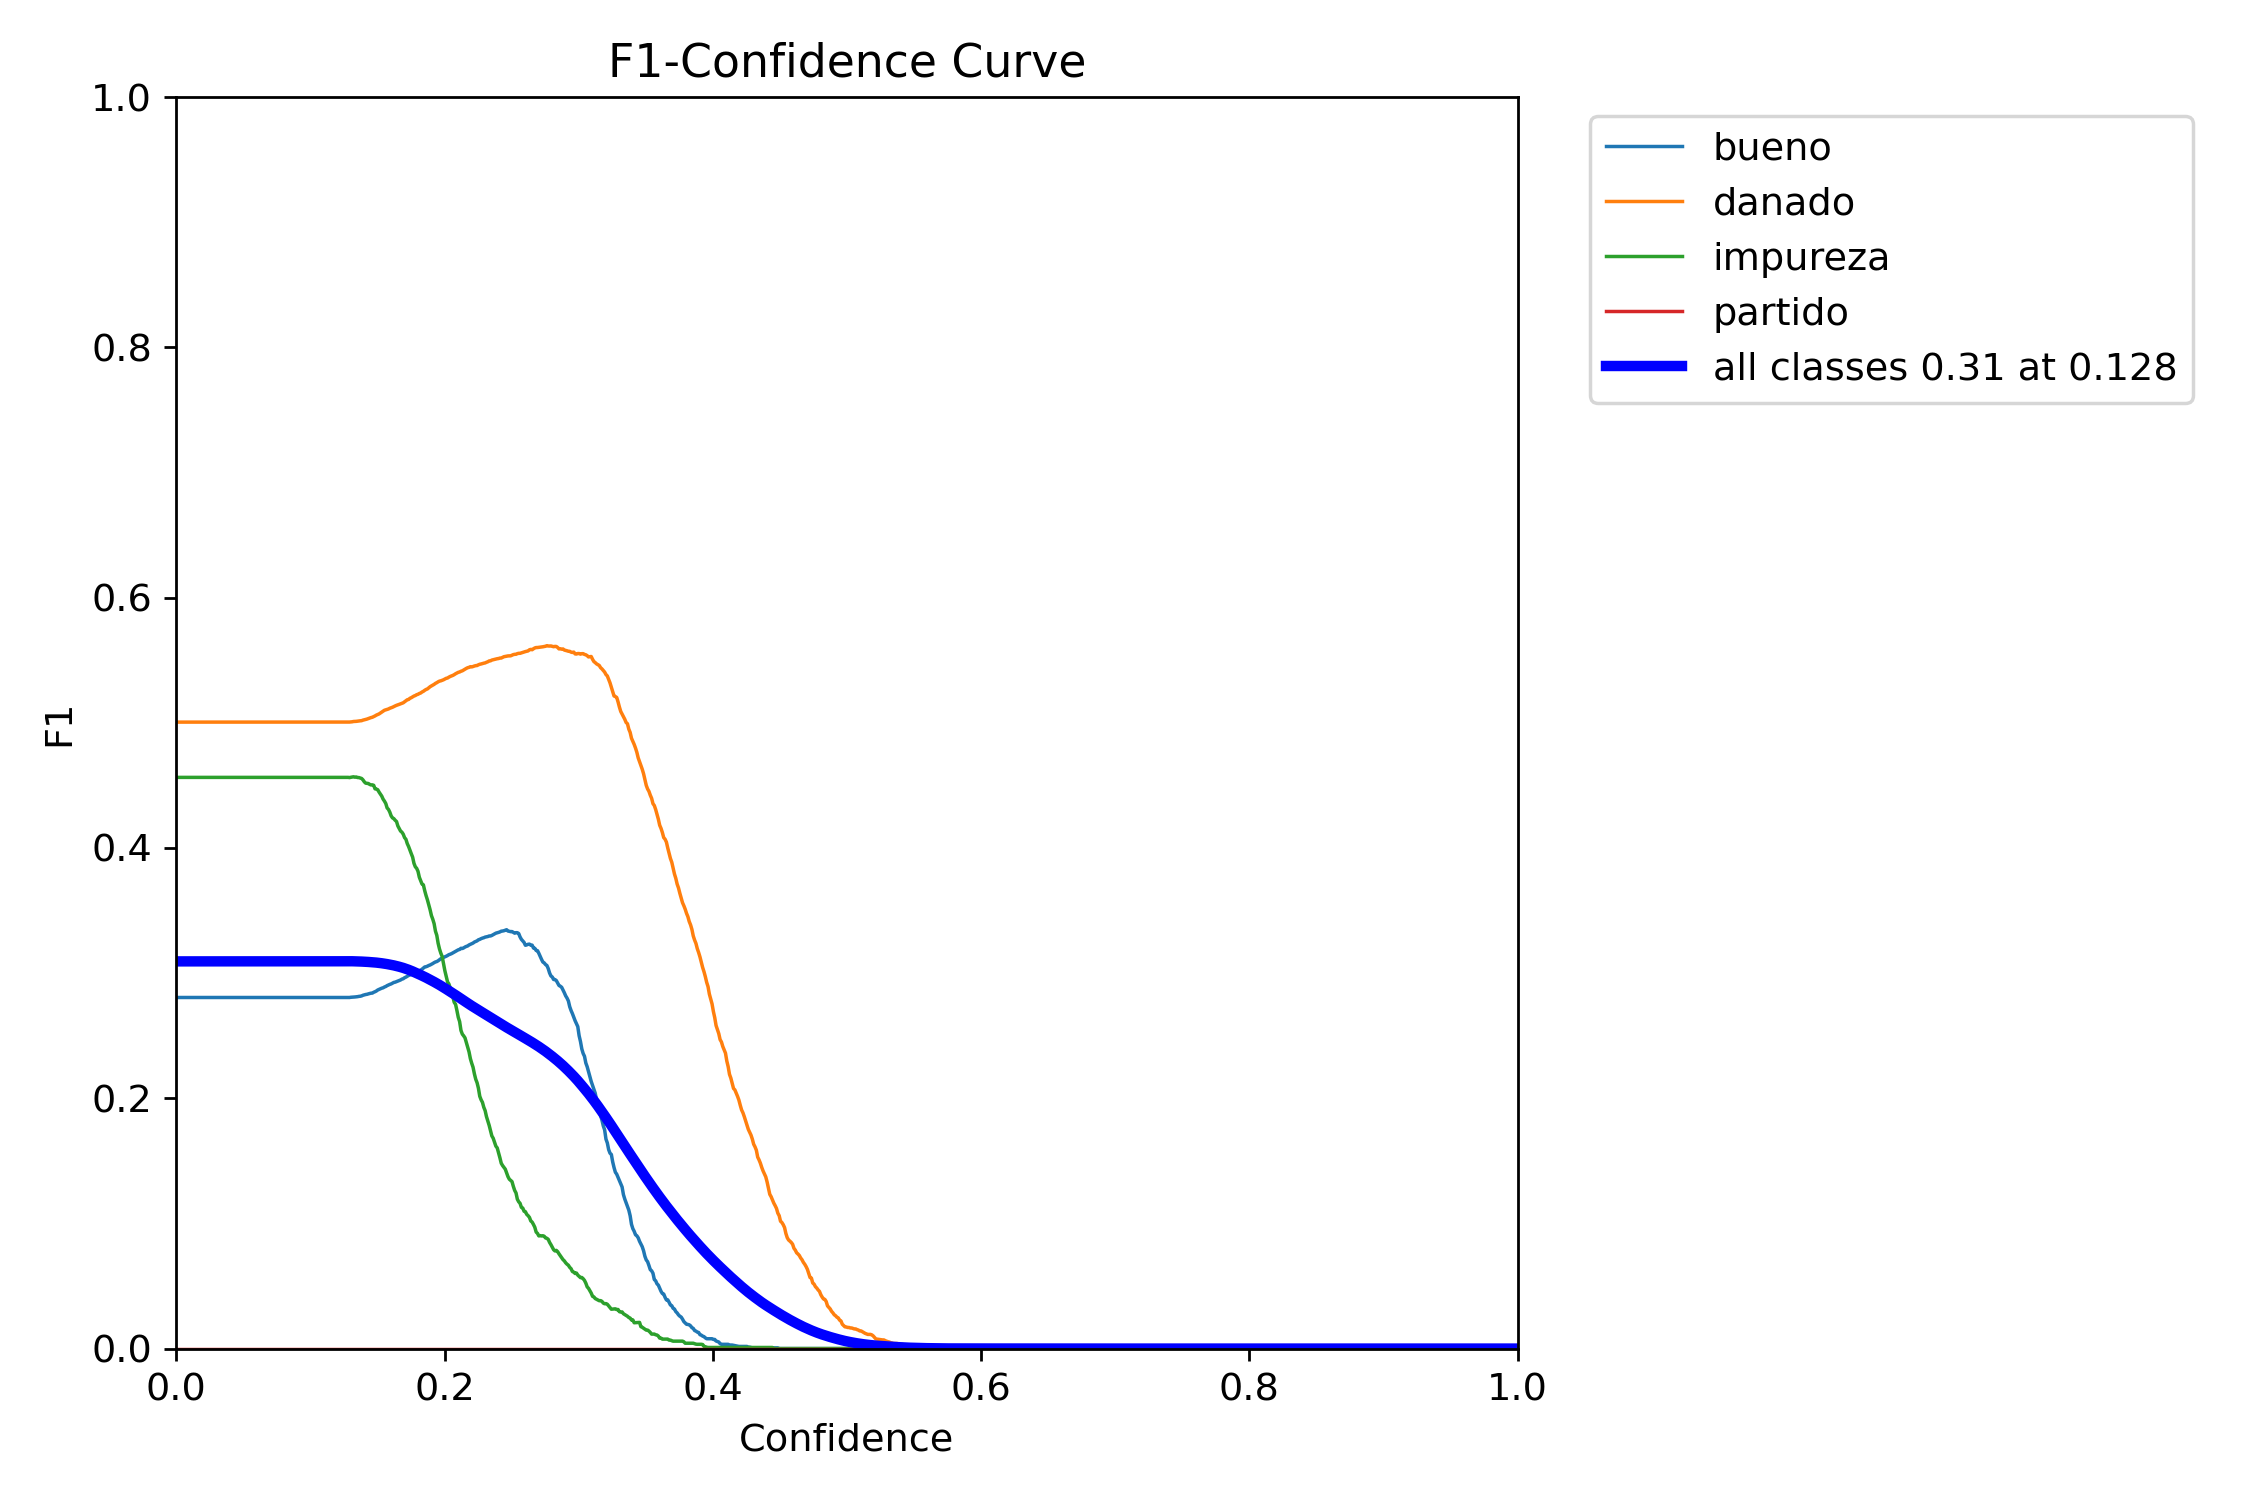 F1-Confidence Curve
1.0
0.8
0.6
0.4
0.2
0.0
F1
0.0 0.2 0.4 0.6 0.8 1.0
Confidence
bueno
danado
impureza
partido
all classes 0.31 at 0.128